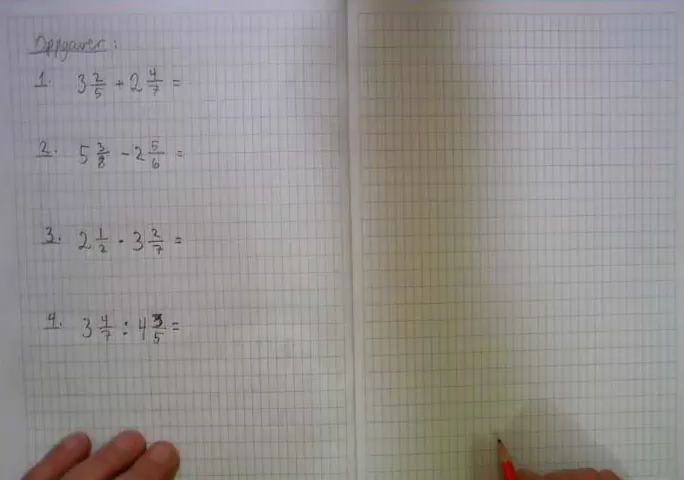 Oppgaver:
1. 3 2/5 + 2 4/7 =
2. 5 3/8 - 2 5/6 =
3. 2 1/2 · 3 2/7 =
4. 3 4/7 : 4 3/5 =